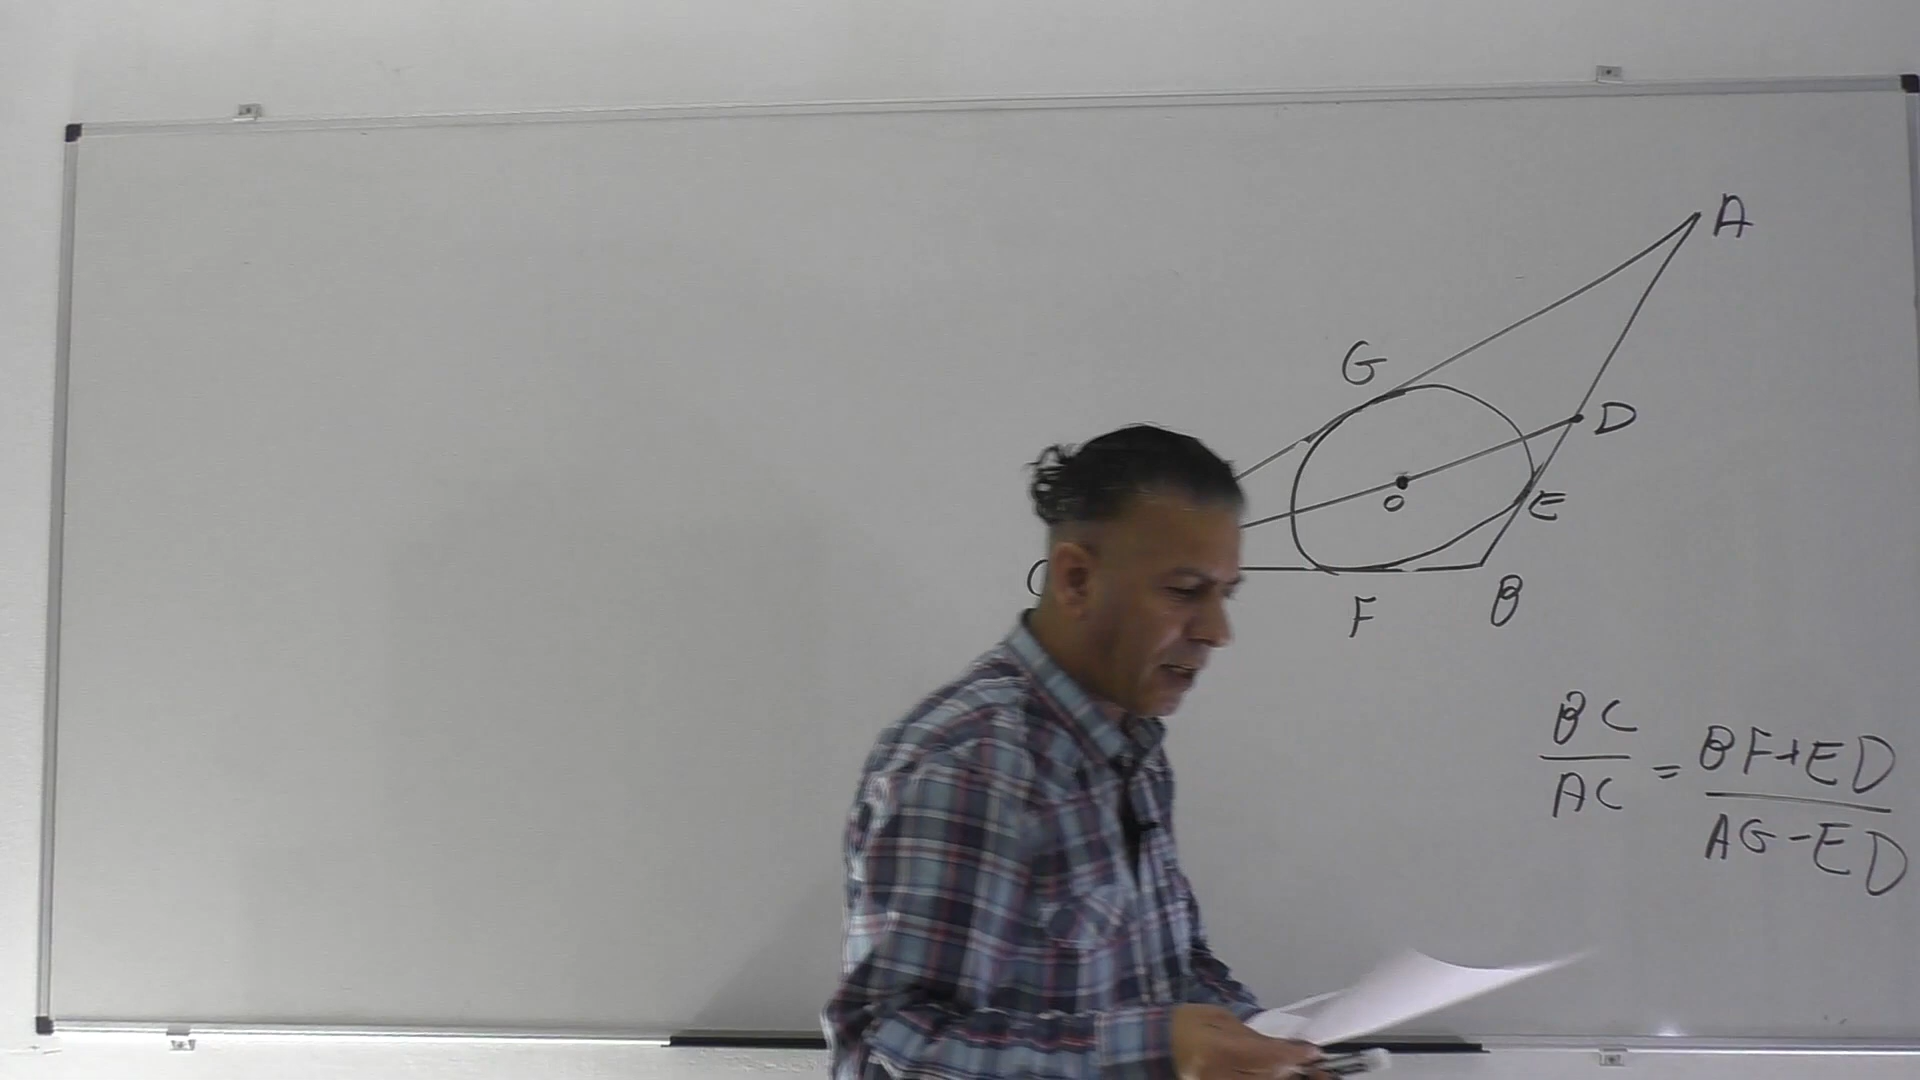 A
G
D
O
E
C
F
B
BC/AC = BF+ED/AG-ED